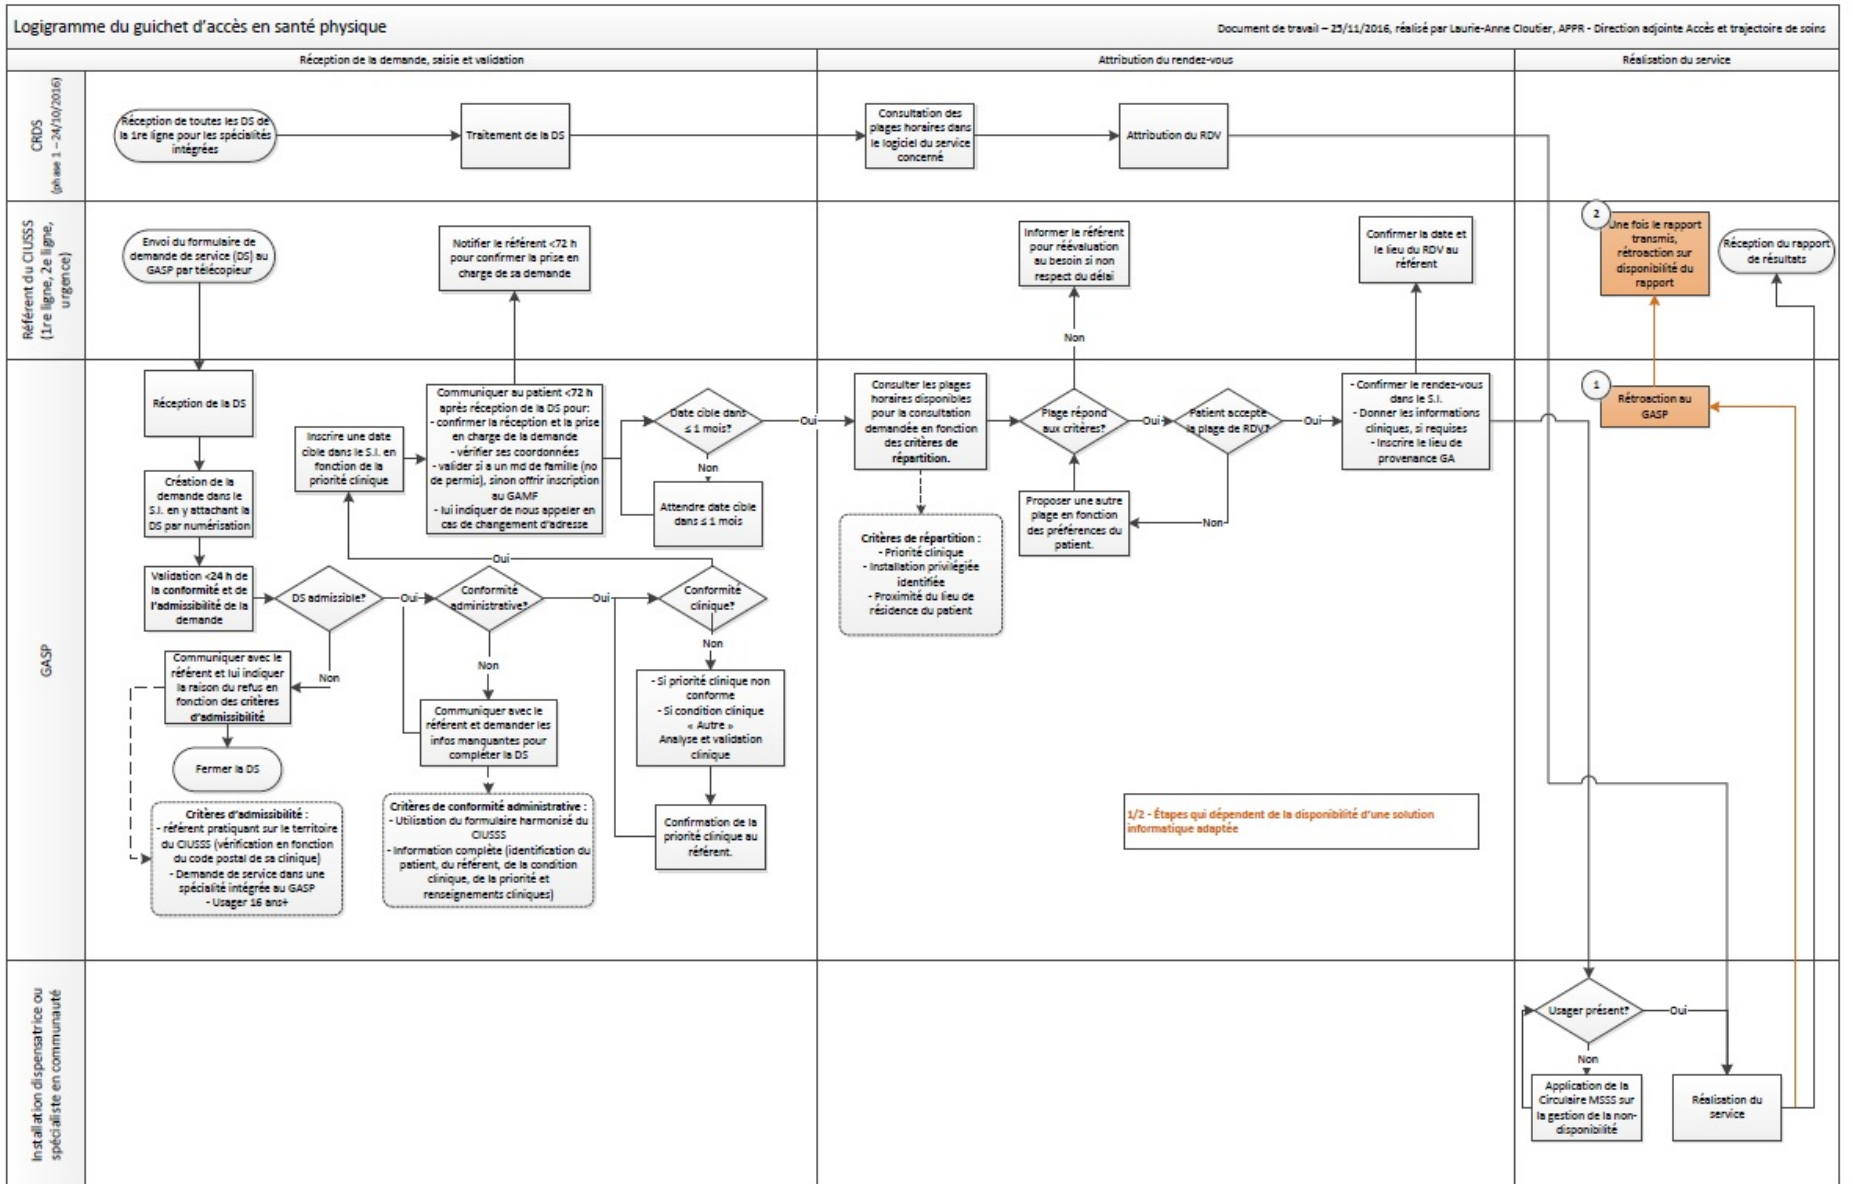 Logigramme du guichet d'accès en santé physique
Document de travail – 25/11/2016, réalisé par Laurie-Anne Cloutier, APPR - Direction adjointe Accès et trajectoire de soins
Réception de la demande, saisie et validation
Attribution du rendez-vous
Réalisation du service
CRDS
(phase 1 – 24/10/2016)
Réception de toutes les DS de
la 1re ligne pour les spécialités
intégrées
Traitement de la DS
Consultation des
plages horaires dans
le logiciel du service
concerné
Attribution du RDV
Référent du CIUSSS
(1re ligne, 2e ligne,
urgence)
Envoi du formulaire de
demande de service (DS) au
GASP par télécopieur
Notifier le référent <72 h
pour confirmer la prise en
charge de sa demande
Informer le référent
pour réévaluation
au besoin si non
respect du délai
Non
Confirmer la date et
le lieu du RDV au
référent
2
Une fois le rapport
transmis,
rétroaction sur
disponibilité du
rapport
Réception du rapport
de résultats
GASP
Réception de la DS
Création de la
demande dans le
S.I. en y attachant la
DS par numérisation
Validation <24 h de
la conformité et de
l'admissibilité de la
demande
DS admissible?
Oui
Non
Communiquer avec le
référent et lui indiquer
la raison du refus en
fonction des critères
d'admissibilité
Fermer la DS
Critères d'admissibilité :
- référent pratiquant sur le territoire
du CIUSSS (vérification en fonction
du code postal de sa clinique)
- Demande de service dans une
spécialité intégrée au GASP
- Usager 16 ans+
Conformité
administrative?
Oui
Non
Communiquer avec le
référent et demander les
infos manquantes pour
compléter la DS
Critères de conformité administrative :
- Utilisation du formulaire harmonisé du
CIUSSS
- Information complète (identification du
patient, du référent, de la condition
clinique, de la priorité et
renseignements cliniques)
Conformité
clinique?
Oui
Non
- Si priorité clinique non
conforme
- Si condition clinique
« Autre »
Analyse et validation
clinique
Confirmation de la
priorité clinique au
référent.
Inscrire une date
cible dans le S.I. en
fonction de la
priorité clinique
Communiquer au patient <72 h
après réception de la DS pour:
- confirmer la réception et la prise
en charge de la demande
- vérifier ses coordonnées
- valider si a un md de famille (no
de permis), sinon offrir inscription
au GAMF
- lui indiquer de nous appeler en
cas de changement d'adresse
Date cible dans
≤ 1 mois?
Oui
Non
Attendre date cible
dans ≤ 1 mois
Consulter les plages
horaires disponibles
pour la consultation
demandée en fonction
des critères de
répartition.
Critères de répartition :
- Priorité clinique
- Installation privilégiée
identifiée
- Proximité du lieu de
résidence du patient
Plage répond
aux critères?
Oui
Patient accepte
la plage de RDV?
Oui
Non
Proposer une autre
plage en fonction
des préférences du
patient.
- Confirmer le rendez-vous
dans le S.I.
- Donner les informations
cliniques, si requises
- Inscrire le lieu de
provenance GA
1
Rétroaction au
GASP
1/2 - Étapes qui dépendent de la disponibilité d'une solution
informatique adaptée
Installation dispensatrice ou
spécialiste en communauté
Usager présent?
Oui
Non
Application de la
Circulaire MSSS sur
la gestion de la non-
disponibilité
Réalisation du
service